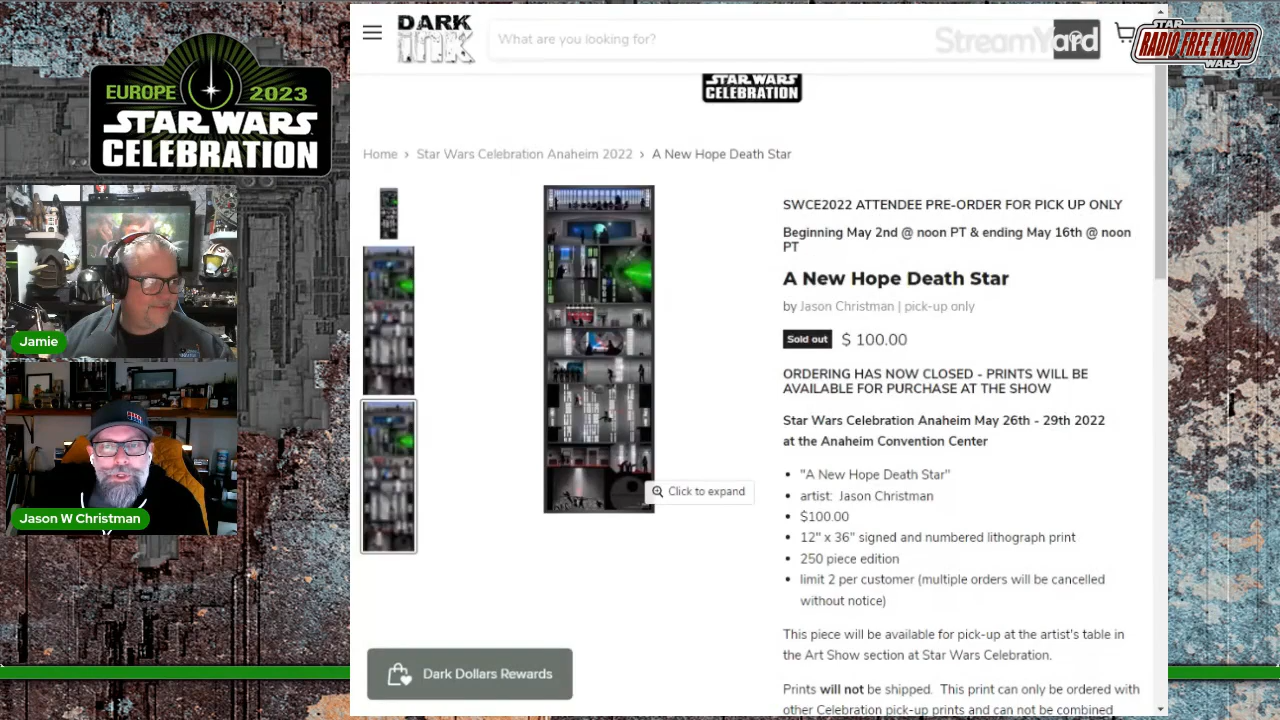 EUROPE 2023
STAR WARS
CELEBRATION
Jamie
Jason W Christman
DARK
INK
What are you looking for?
StreamYard
STAR
RADIO FREE ENDOR
WARS
STAR WARS
CELEBRATION
Home › Star Wars Celebration Anaheim 2022 › A New Hope Death Star
SWCE2022 ATTENDEE PRE-ORDER FOR PICK UP ONLY
Beginning May 2nd @ noon PT & ending May 16th @ noon
PT
A New Hope Death Star
by Jason Christman | pick-up only
Sold out $ 100.00
ORDERING HAS NOW CLOSED - PRINTS WILL BE
AVAILABLE FOR PURCHASE AT THE SHOW
Star Wars Celebration Anaheim May 26th - 29th 2022
at the Anaheim Convention Center
• "A New Hope Death Star"
• artist: Jason Christman
• $100.00
• 12" x 36" signed and numbered lithograph print
• 250 piece edition
• limit 2 per customer (multiple orders will be cancelled
without notice)
This piece will be available for pick-up at the artist's table in
the Art Show section at Star Wars Celebration.
Prints will not be shipped. This print can only be ordered with
other Celebration pick-up prints and can not be combined
Click to expand
Dark Dollars Rewards